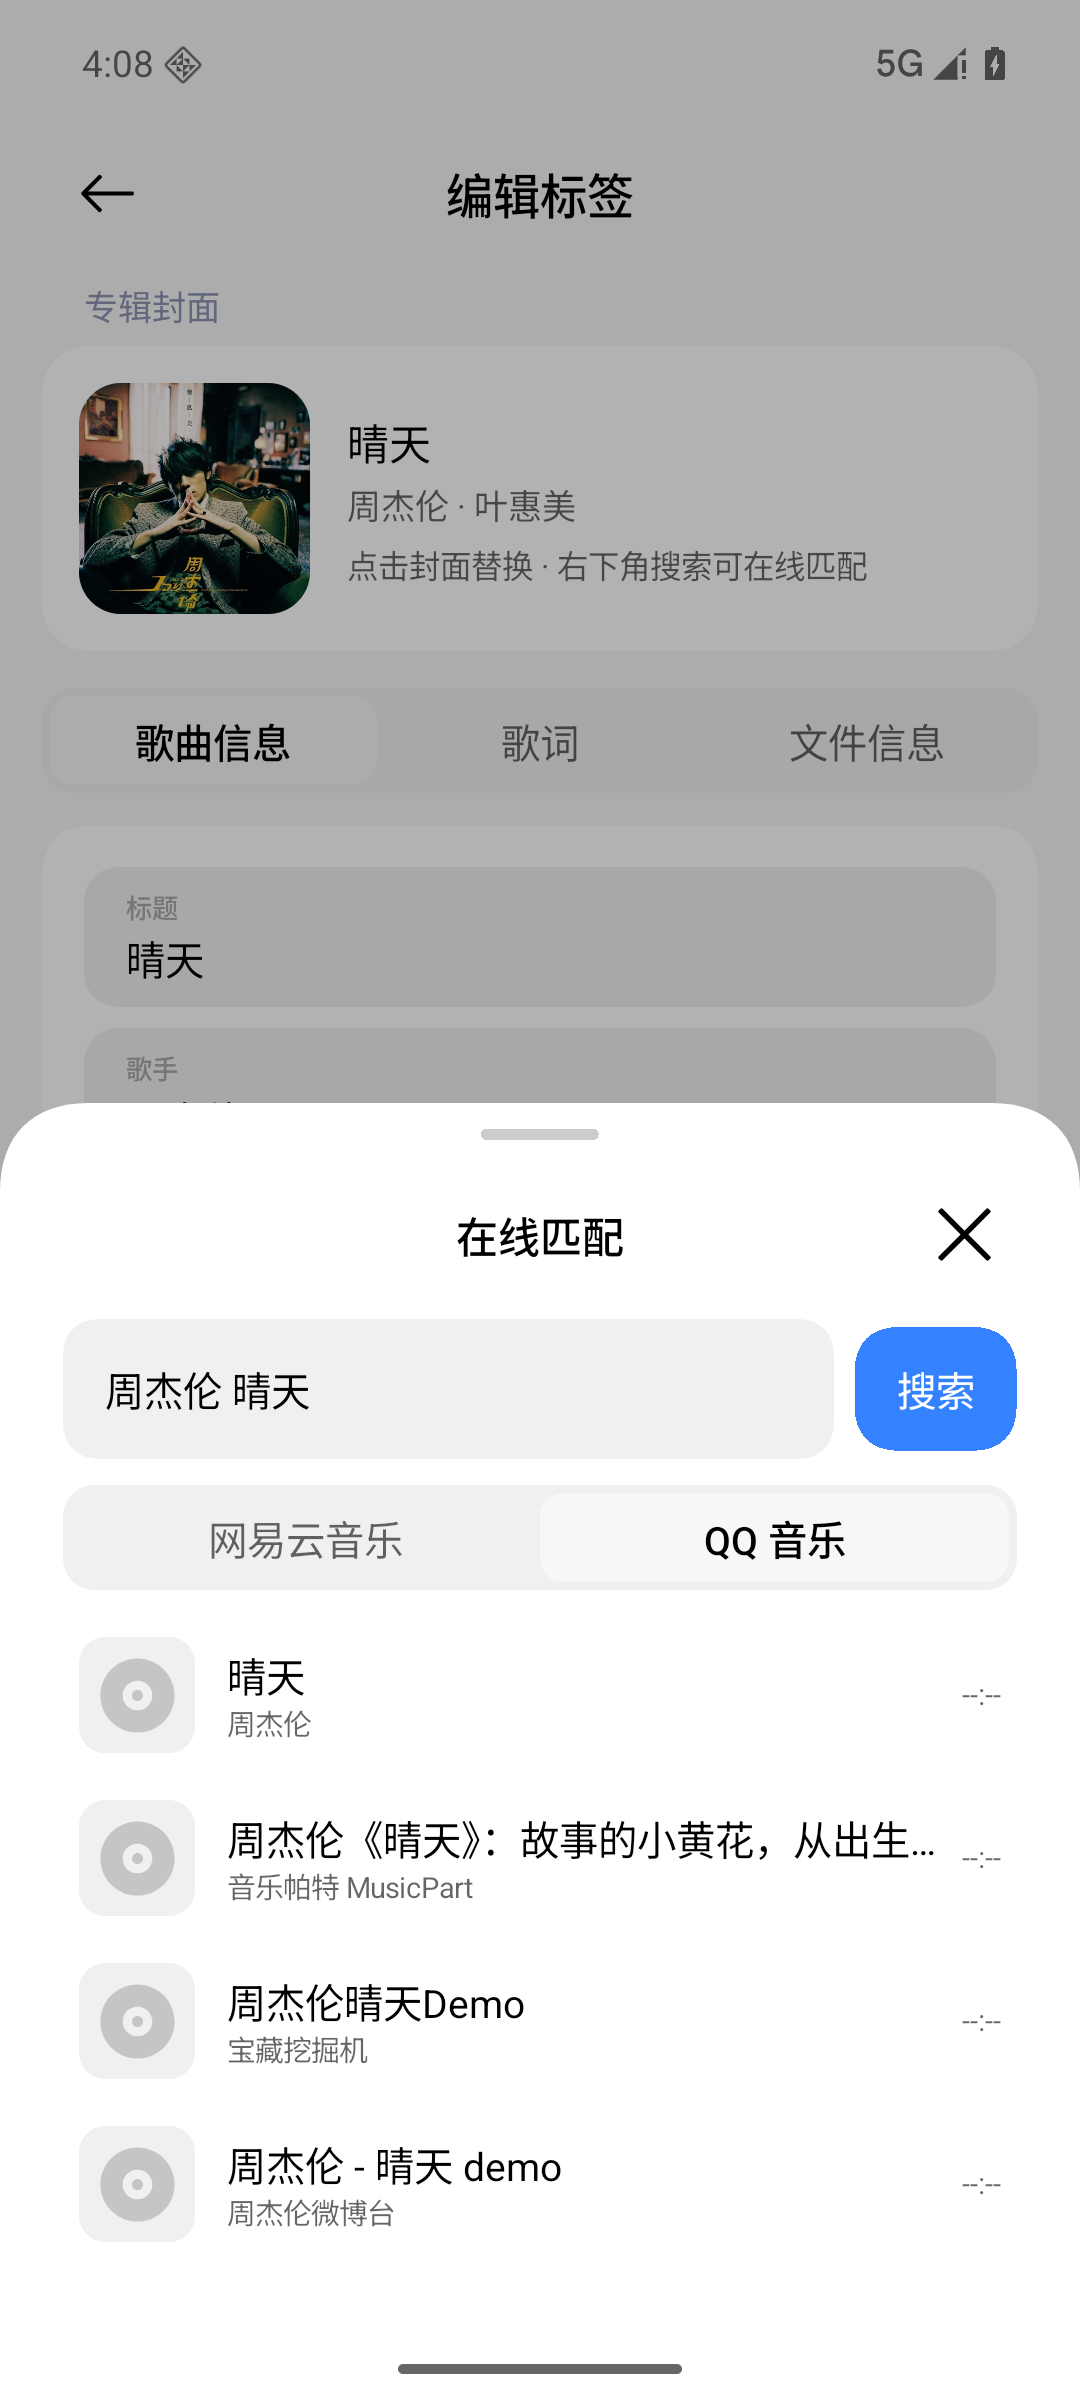 4:08
5G
编辑标签
专辑封面
晴天
周杰伦 · 叶惠美
点击封面替换 · 右下角搜索可在线匹配
歌曲信息
歌词
文件信息
标题
晴天
歌手
在线匹配
周杰伦 晴天
搜索
网易云音乐
QQ 音乐
晴天
周杰伦
--:--
周杰伦《晴天》：故事的小黄花，从出生...
音乐帕特 MusicPart
--:--
周杰伦晴天Demo
宝藏挖掘机
--:--
周杰伦 - 晴天 demo
周杰伦微博台
--:--